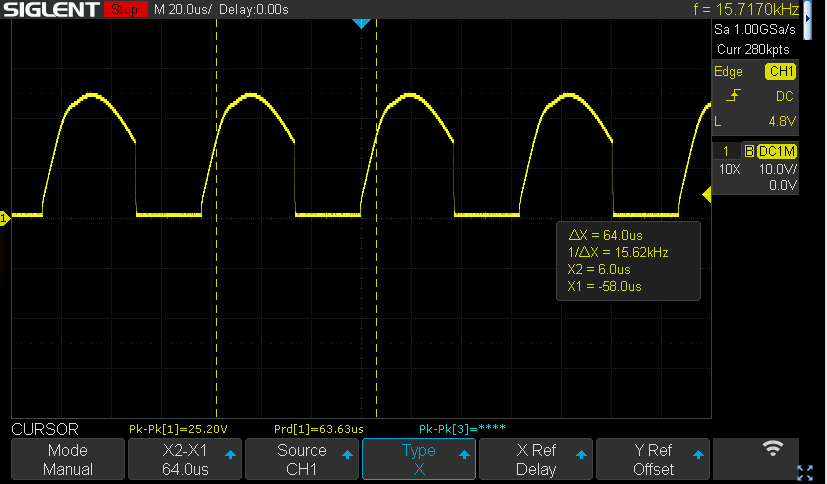 SIGLENT Stop M 20.0us/ Delay:0.00s f = 15.7170kHz
Sa 1.00GSa/s
Curr 280kpts
Edge CH1
DC
L 4.8V
1 B DC1M
10X 10.0V/
0.0V
1
△X = 64.0us
1/△X = 15.62kHz
X2 = 6.0us
X1 = -58.0us
CURSOR Pk-Pk[1]=25.20V Prd[1]=63.63us Pk-Pk[3]=****
Mode X2-X1 Source Type X Ref Y Ref
Manual 64.0us CH1 X Delay Offset